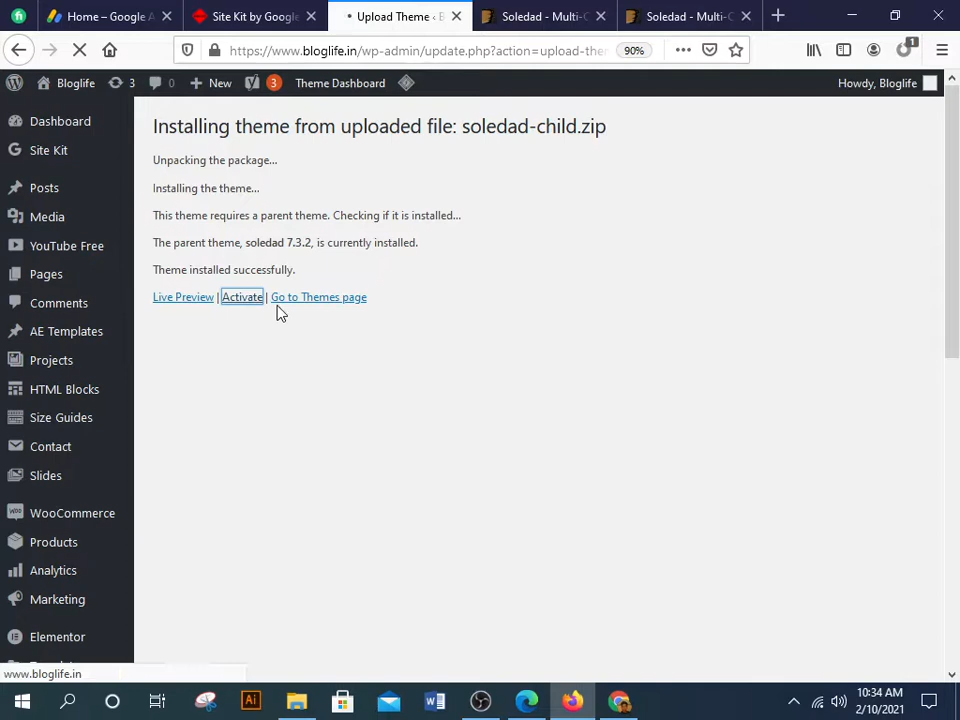 Home – Google A
Site Kit by Google
Upload Theme ‹ B
Soledad - Multi-C
Soledad - Multi-C
https://www.bloglife.in/wp-admin/update.php?action=upload-the
90%
1
Bloglife
3
0
New
3
Theme Dashboard
Howdy, Bloglife
Dashboard
Site Kit
Posts
Media
YouTube Free
Pages
Comments
AE Templates
Projects
HTML Blocks
Size Guides
Contact
Slides
WooCommerce
Products
Analytics
Marketing
Elementor
Installing theme from uploaded file: soledad-child.zip
Unpacking the package...
Installing the theme...
This theme requires a parent theme. Checking if it is installed...
The parent theme, soledad 7.3.2, is currently installed.
Theme installed successfully.
Live Preview | Activate | Go to Themes page
www.bloglife.in
Ai
10:34 AM
2/10/2021